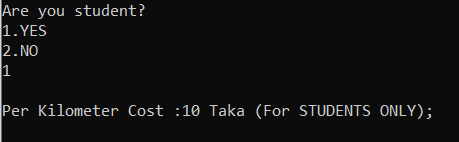 Are you student?
1.YES
2.NO
1
Per Kilometer Cost :10 Taka (For STUDENTS ONLY);